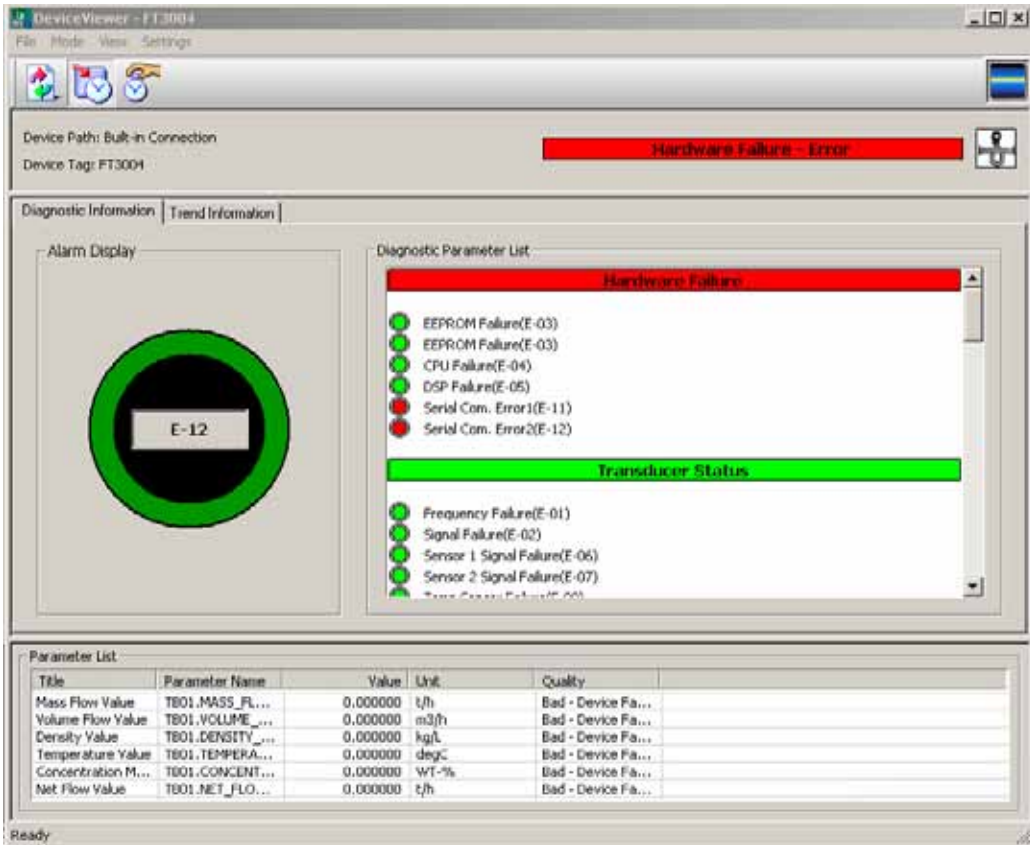 DeviceViewer - FT3004
File Mode View Settings
Device Path: Built-in Connection
Hardware Failure - Error
Device Tag: FT3004
Diagnostic Information Trend Information
Alarm Display
E-12
Diagnostic Parameter List
Hardware Failure
EEPROM Failure(E-03)
EEPROM Failure(E-03)
CPU Failure(E-04)
DSP Failure(E-05)
Serial Com. Error1(E-11)
Serial Com. Error2(E-12)
Transducer Status
Frequency Failure(E-01)
Signal Failure(E-02)
Sensor 1 Signal Failure(E-06)
Sensor 2 Signal Failure(E-07)
Parameter List
Title Parameter Name Value Unit Quality
Mass Flow Value TB01.MASS_FL... 0.000000 t/h Bad - Device Fa...
Volume Flow Value TB01.VOLUME_... 0.000000 m3/h Bad - Device Fa...
Density Value TB01.DENSITY_... 0.000000 kg/L Bad - Device Fa...
Temperature Value TB01.TEMPERA... 0.000000 degC Bad - Device Fa...
Concentration M... TB01.CONCENT... 0.000000 WT-% Bad - Device Fa...
Net Flow Value TB01.NET_FLO... 0.000000 t/h Bad - Device Fa...
Ready